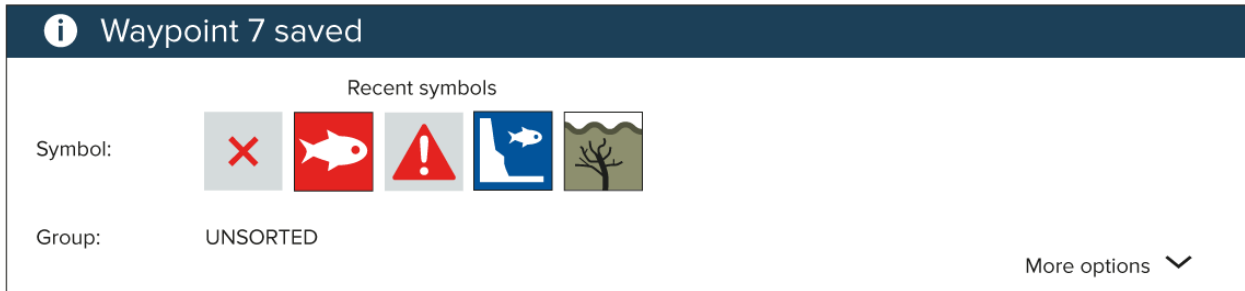 Waypoint 7 saved
Recent symbols
Symbol:
Group: UNSORTED
More options